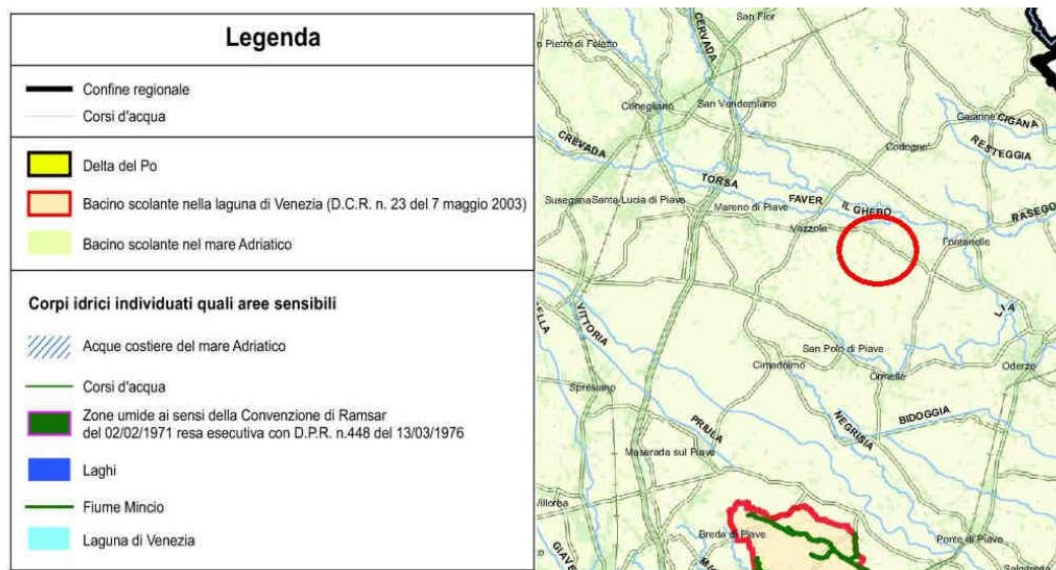 Legenda
Confine regionale
Corsi d'acqua
Delta del Po
Bacino scolante nella laguna di Venezia (D.C.R. n. 23 del 7 maggio 2003)
Bacino scolante nel mare Adriatico
Corpi idrici individuati quali aree sensibili
Acque costiere del mare Adriatico
Corsi d'acqua
Zone umide ai sensi della Convenzione di Ramsar
del 02/02/1971 resa esecutiva con D.P.R. n.448 del 13/03/1976
Laghi
Fiume Mincio
Laguna di Venezia
San Fior
CERVADA
Pietro di Feletto
Conegliano
San Vendemiano
Gaiarine
CIGANA
RESTEGGIA
Codognè
CREVADA
TORSA
FAVER
IL GHEBO
RASEGO
Susegana
Santa Lucia di Piave
Mareno di Piave
Vazzola
Fontanelle
VITTORIA
LIA
San Polo di Piave
Cimadolmo
Ormelle
Oderzo
Spresiano
PRIULA
NEGRISIA
BIDOGGIA
Maserada sul Piave
Breda di Piave
Ponte di Piave